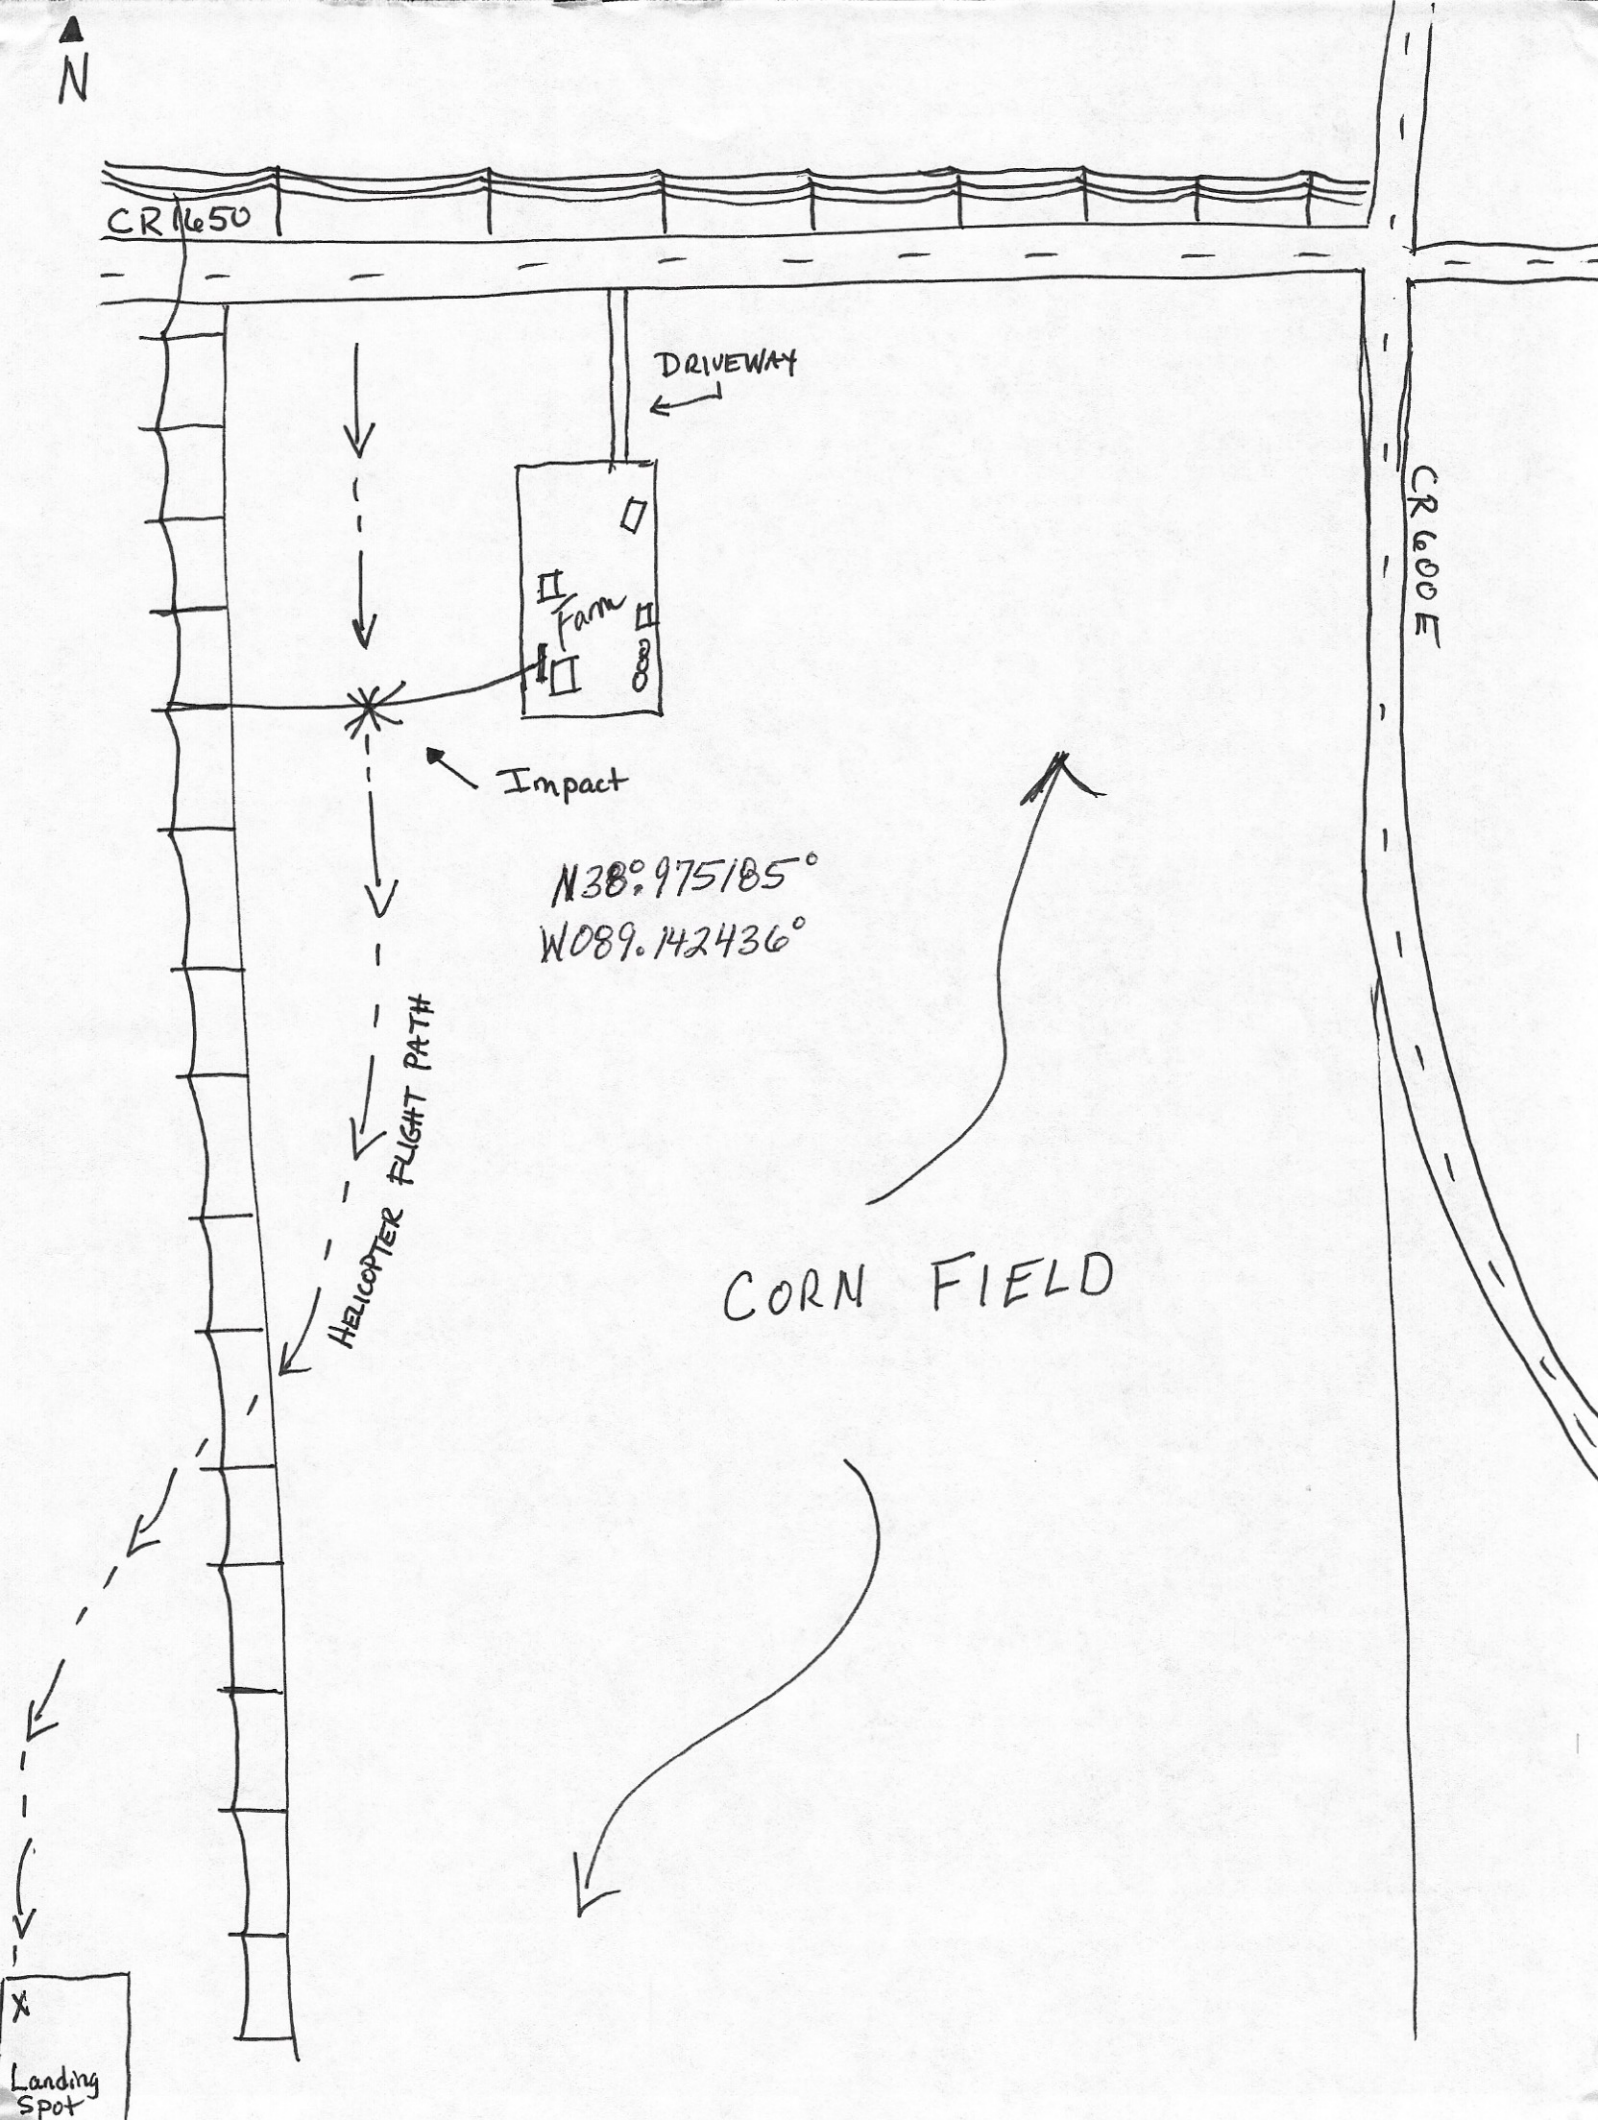 N
CR1650
DRIVEWAY
CR600E
Farm
Impact
N38°.975185°
W089.142436°
HELICOPTER FLIGHT PATH
CORN FIELD
X
Landing
Spot